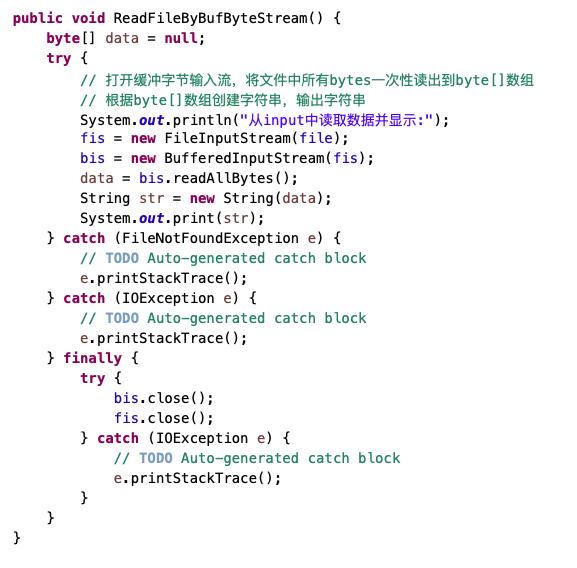 public void ReadFileByBufByteStream() {
    byte[] data = null;
    try {
        // 打开缓冲字节输入流，将文件中所有bytes一次性读出到byte[]数组
        // 根据byte[]数组创建字符串，输出字符串
        System.out.println("从input中读取数据并显示:");
        fis = new FileInputStream(file);
        bis = new BufferedInputStream(fis);
        data = bis.readAllBytes();
        String str = new String(data);
        System.out.print(str);
    } catch (FileNotFoundException e) {
        // TODO Auto-generated catch block
        e.printStackTrace();
    } catch (IOException e) {
        // TODO Auto-generated catch block
        e.printStackTrace();
    } finally {
        try {
            bis.close();
            fis.close();
        } catch (IOException e) {
            // TODO Auto-generated catch block
            e.printStackTrace();
        }
    }
}